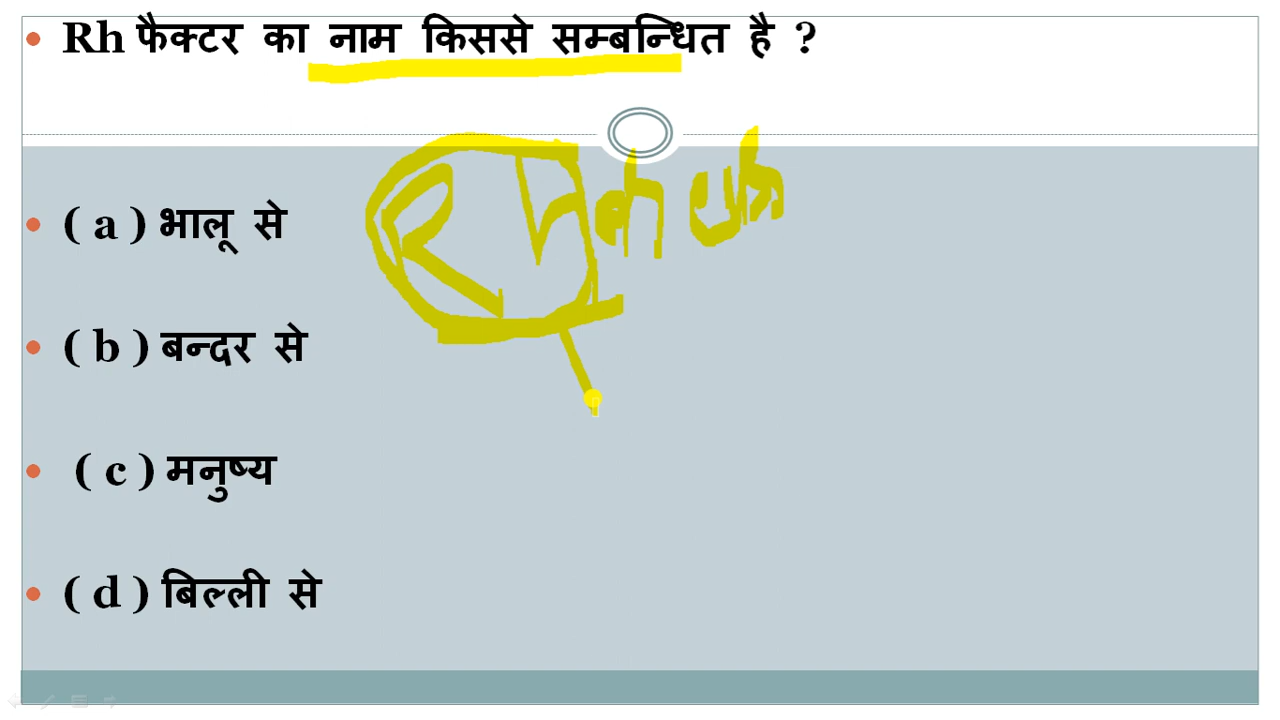 • Rh फैक्टर का नाम किससे सम्बन्धित है ?
R h
• ( a ) भालू से
• ( b ) बन्दर से
• ( c ) मनुष्य
• ( d ) बिल्ली से